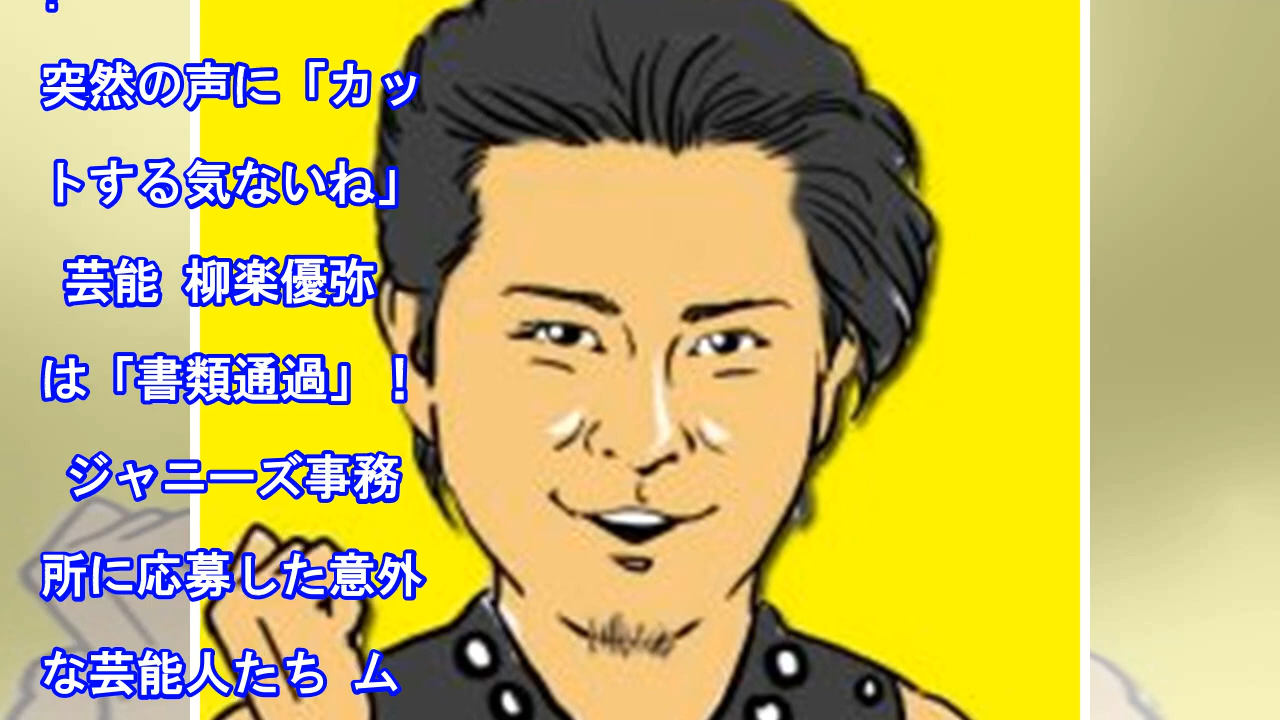 ！
突然の声に「カッ
トする気ないね」
芸能 柳楽優弥
は「書類通過」！
ジャニーズ事務
所に応募した意外
な芸能人たち ム